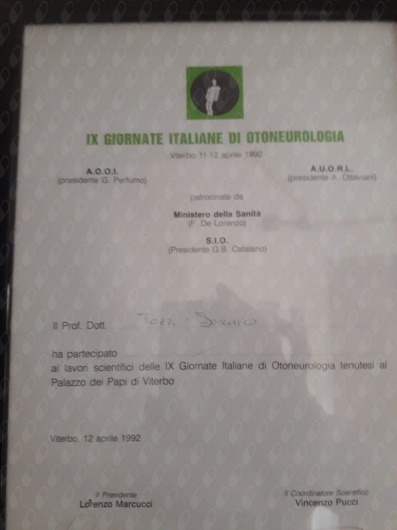 IX GIORNATE ITALIANE DI OTONEUROLOGIA
Viterbo 11-12 aprile 1992
A.O.O.I. A.U.O.R.L.
(presidente G. Perfumo) (presidente A. Ottaviani)
patrocinate da
Ministero della Sanità
(F. De Lorenzo)
S.I.O.
(Presidente G.B. Catalano)
Il Prof. Dott.
ha partecipato
ai lavori scientifici delle IX Giornate Italiane di Otoneurologia tenutesi al
Palazzo dei Papi di Viterbo
Viterbo, 12 aprile 1992
Il Presidente Il Coordinatore Scientifico
Lorenzo Marcucci Vincenzo Pucci